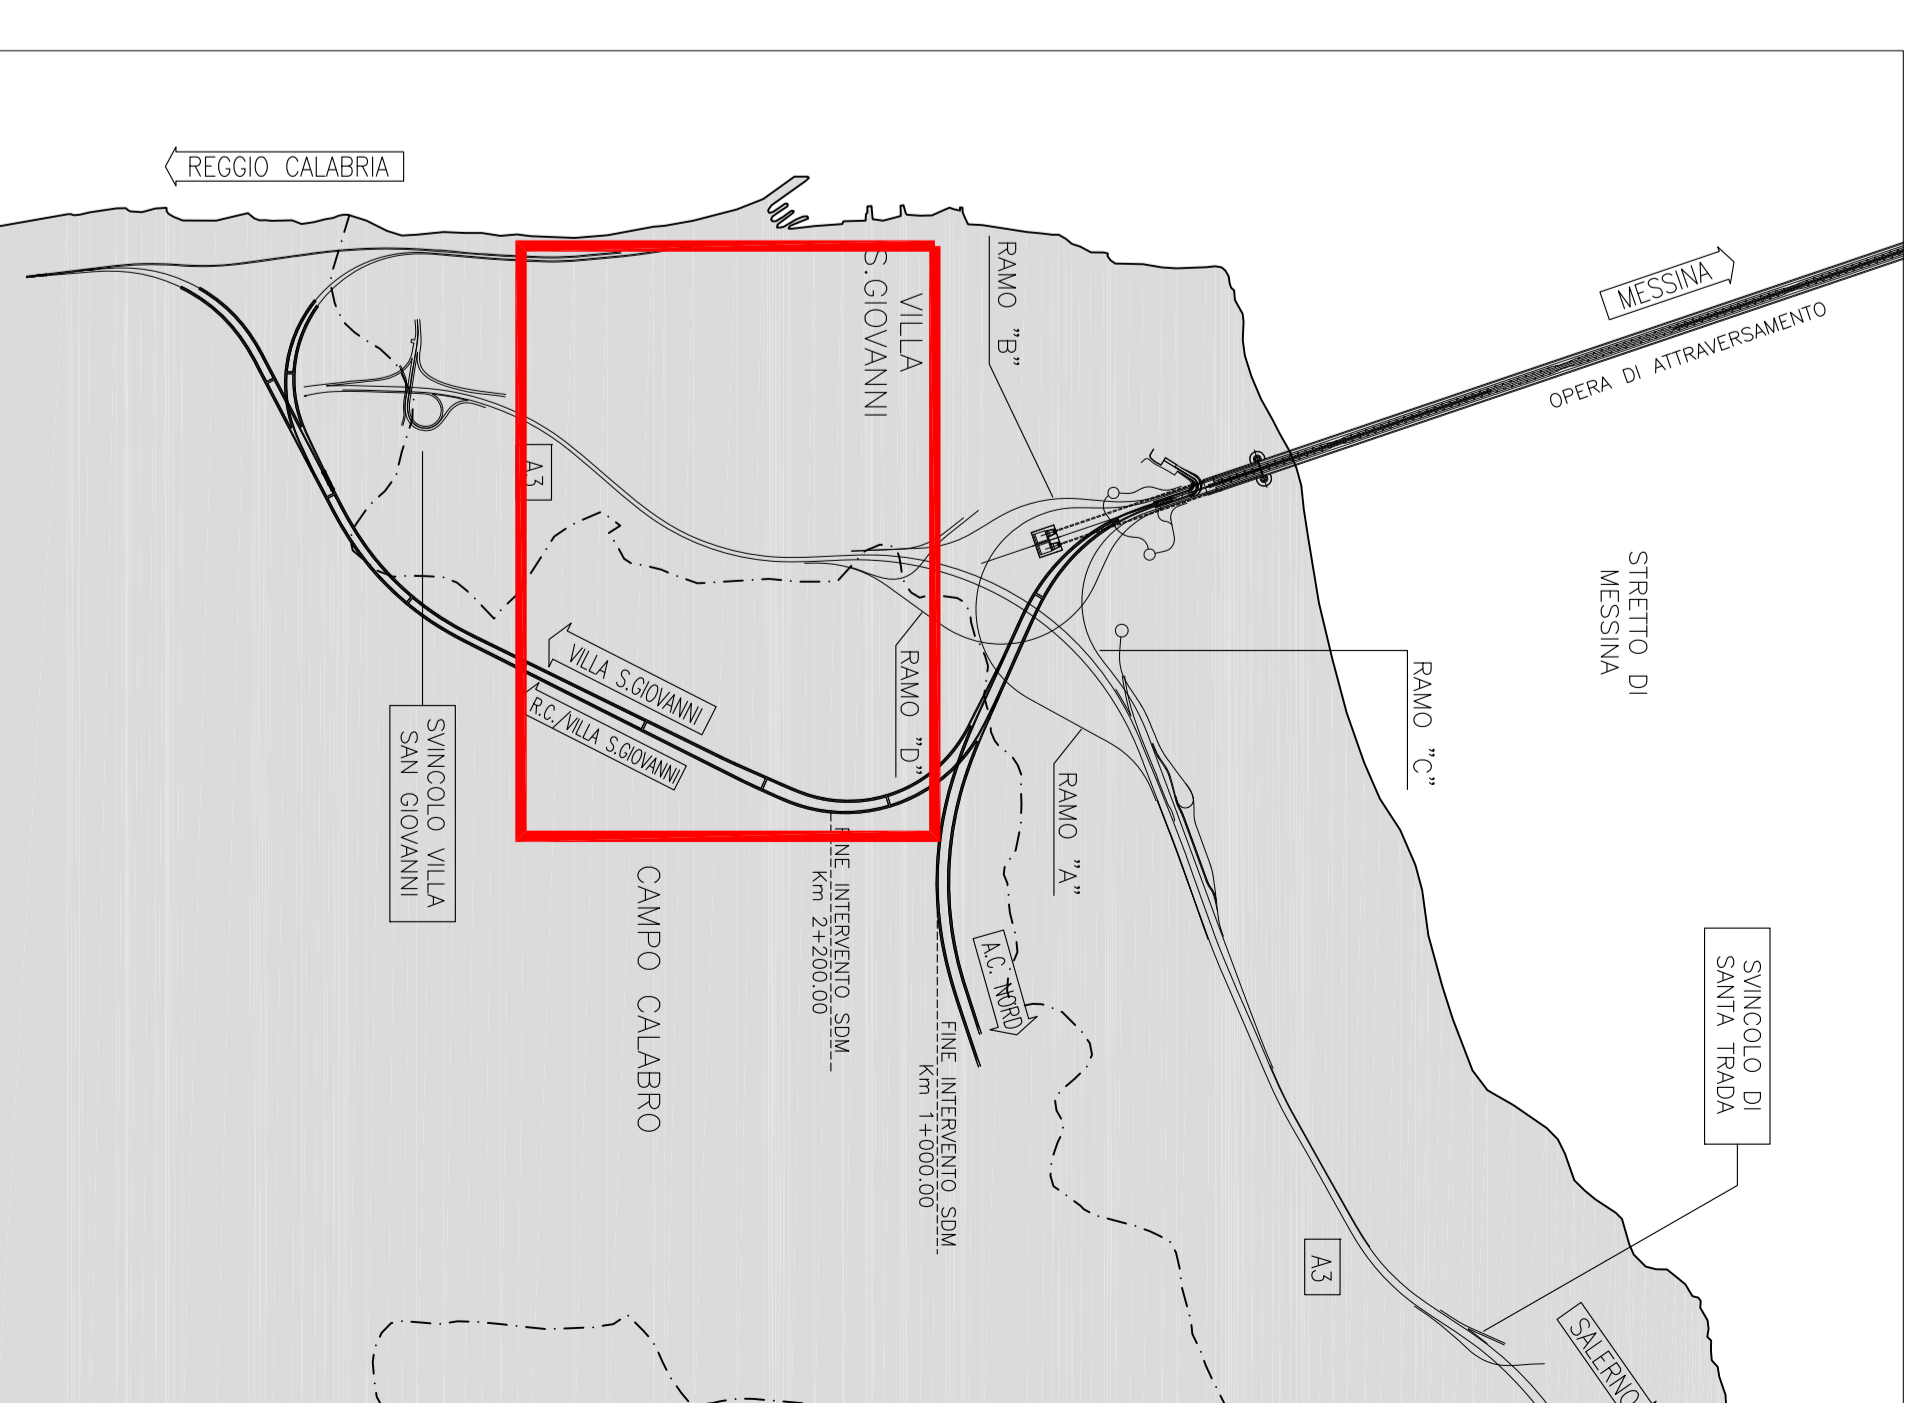 REGGIO CALABRIA
VILLA
S.GIOVANNI
RAMO "B"
MESSINA
OPERA DI ATTRAVERSAMENTO
A3
STRETTO DI
MESSINA
VILLA S.GIOVANNI
R.C./VILLA S.GIOVANNI
RAMO "D"
RAMO "C"
SVINCOLO VILLA
SAN GIOVANNI
RAMO "A"
FINE INTERVENTO SDM
Km 2+200.00
CAMPO CALABRO
A.C. NORD
FINE INTERVENTO SDM
Km 1+000.00
SVINCOLO DI
SANTA TRADA
A3
SALERNO